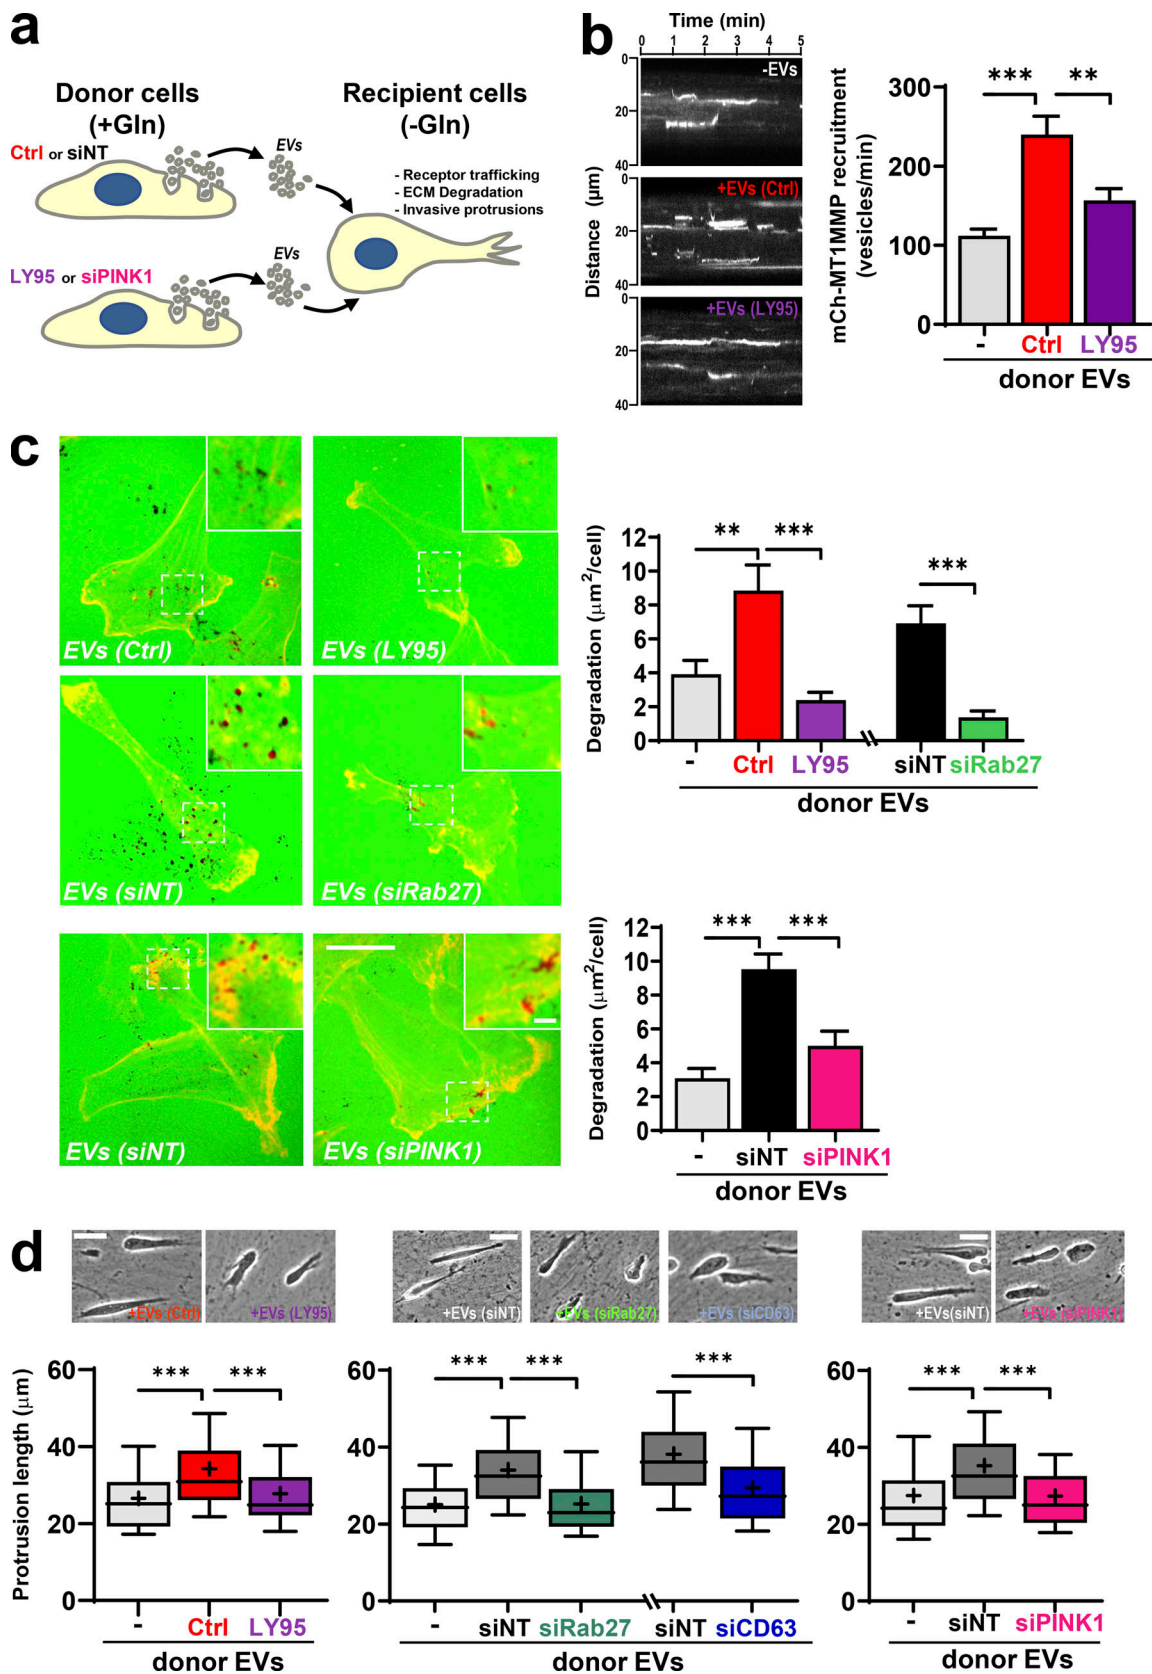 a
Donor cells
(+Gln)
Recipient cells
(-Gln)
Ctrl or siNT
EVs
- Receptor trafficking
- ECM Degradation
- Invasive protrusions
LY95 or siPINK1
EVs
b
Time (min)
0 1 2 3 4 5
Distance (µm)
0
20
40
-EVs
0
20
40
+EVs (Ctrl)
0
20
40
+EVs (LY95)
mCh-MT1MMP recruitment
(vesicles/min)
300
200
100
0
*** **
- Ctrl LY95
donor EVs
c
EVs (Ctrl)
EVs (LY95)
EVs (siNT)
EVs (siRab27)
EVs (siNT)
EVs (siPINK1)
Degradation (µm²/cell)
12
10
8
6
4
2
0
** *** ***
- Ctrl LY95 siNT siRab27
donor EVs
Degradation (µm²/cell)
12
10
8
6
4
2
0
*** ***
- siNT siPINK1
donor EVs
d
+EVs (Ctrl)
+EVs (LY95)
+EVs (siNT)
+EVs (siRab27)
+EVs (siCD63)
+EVs(siNT)
+EVs (siPINK1)
Protrusion length (µm)
60
40
20
0
*** ***
- Ctrl LY95
donor EVs
60
40
20
0
*** *** ***
- siNT siRab27 siNT siCD63
donor EVs
60
40
20
0
*** ***
- siNT siPINK1
donor EVs